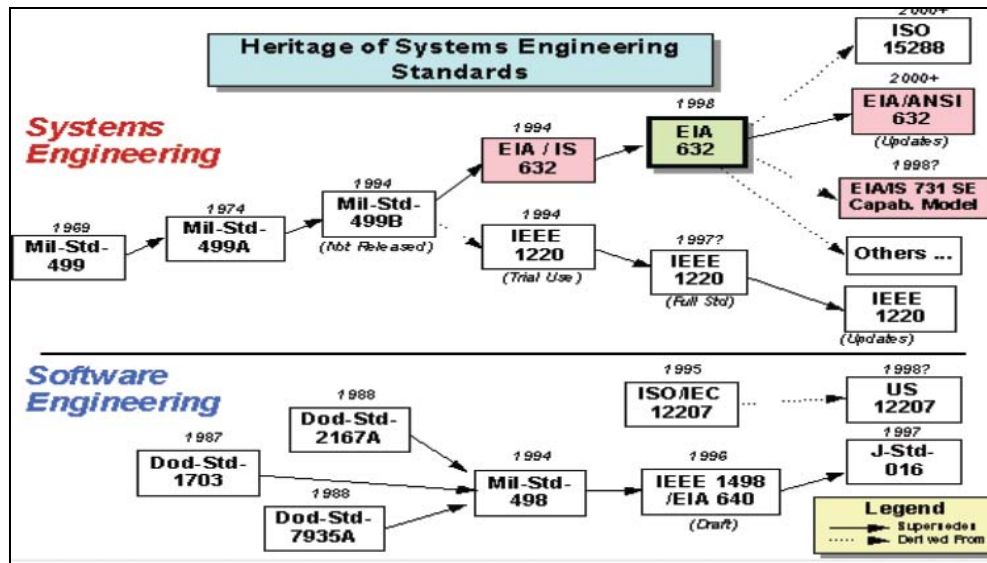 Heritage of Systems Engineering
Standards
Systems
Engineering
1969
Mil-Std-
499
1974
Mil-Std-
499A
1994
Mil-Std-
499B
(Not Released)
1994
EIA / IS
632
1994
IEEE
1220
(Trial Use)
1998
EIA
632
1997?
IEEE
1220
(Full Std)
2000+
ISO
15288
2000+
EIA/ANSI
632
(Updates)
1998?
EIA/IS 731 SE
Capab. Model
Others ...
IEEE
1220
(Updates)
Software
Engineering
1987
Dod-Std-
1703
1988
Dod-Std-
2167A
1988
Dod-Std-
7935A
1994
Mil-Std-
498
1995
ISO/IEC
12207
1996
IEEE 1498
/EIA 640
(Draft)
1998?
US
12207
1997
J-Std-
016
Legend
Supersedes
Derived From